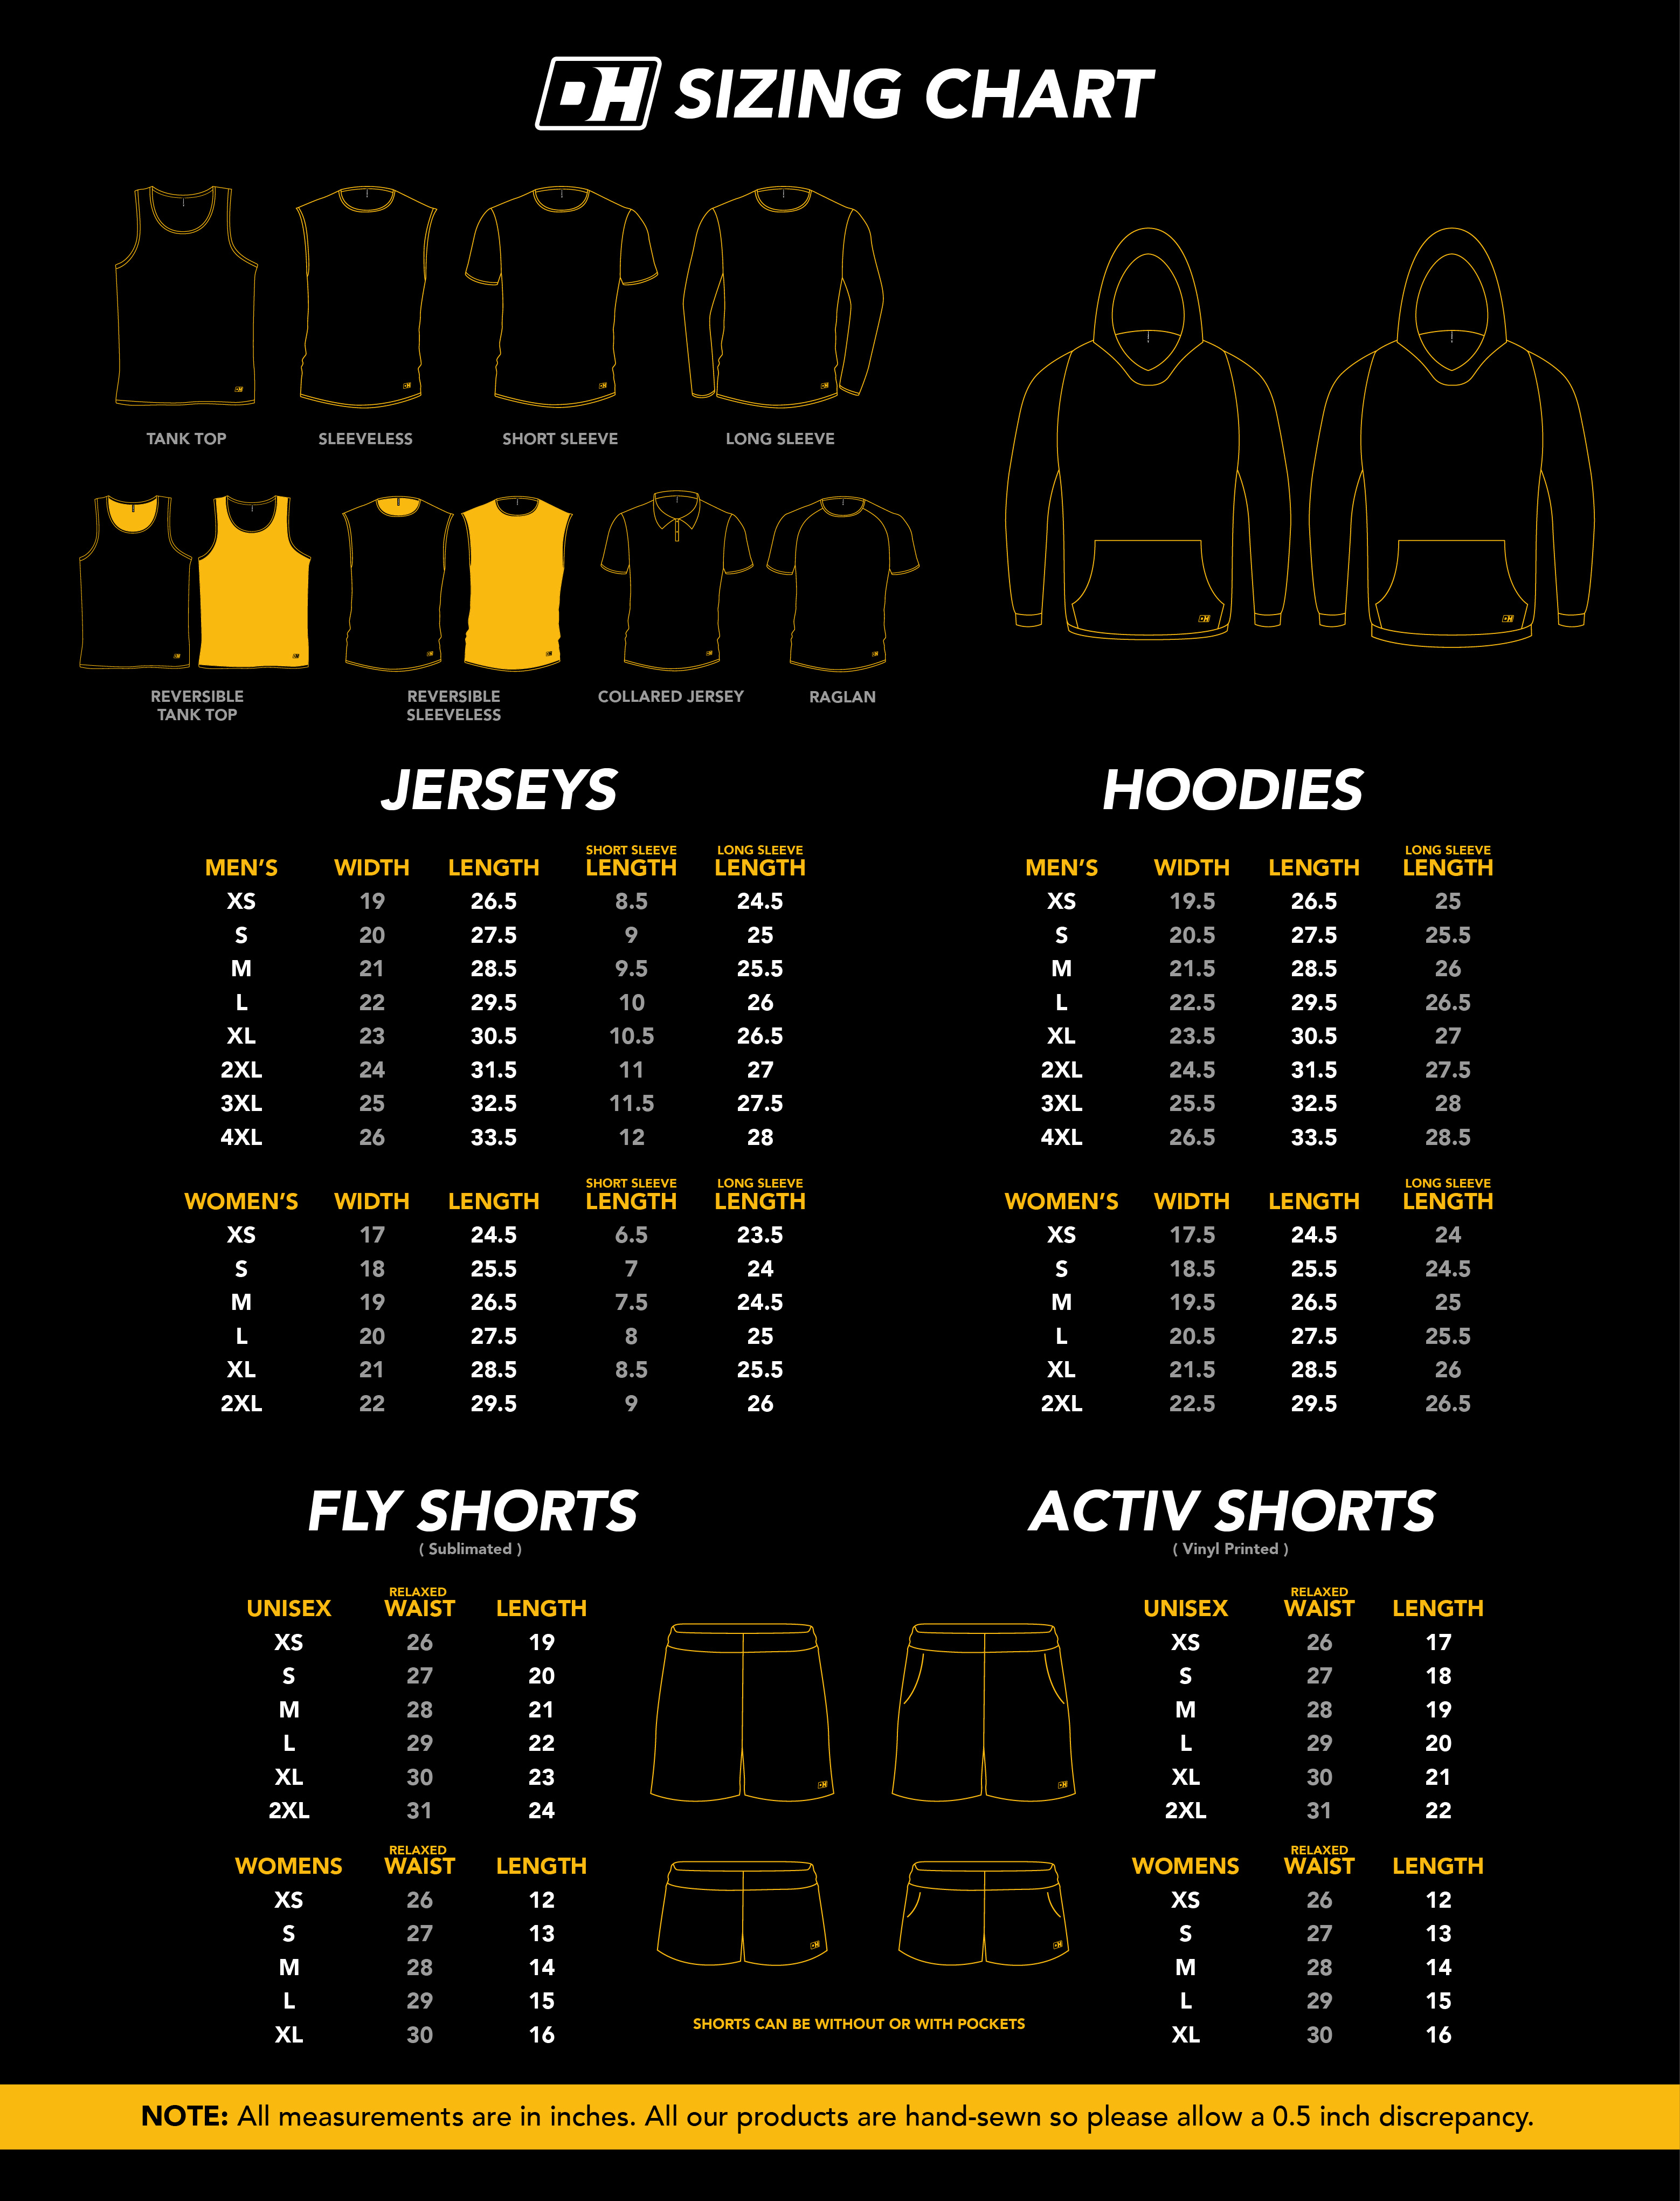 DH SIZING CHART
TANK TOP
SLEEVELESS
SHORT SLEEVE
LONG SLEEVE
REVERSIBLE
TANK TOP
REVERSIBLE
SLEEVELESS
COLLARED JERSEY
RAGLAN
JERSEYS
SHORT SLEEVE LONG SLEEVE
MEN’S WIDTH LENGTH LENGTH LENGTH
XS 19 26.5 8.5 24.5
S 20 27.5 9 25
M 21 28.5 9.5 25.5
L 22 29.5 10 26
XL 23 30.5 10.5 26.5
2XL 24 31.5 11 27
3XL 25 32.5 11.5 27.5
4XL 26 33.5 12 28
SHORT SLEEVE LONG SLEEVE
WOMEN’S WIDTH LENGTH LENGTH LENGTH
XS 17 24.5 6.5 23.5
S 18 25.5 7 24
M 19 26.5 7.5 24.5
L 20 27.5 8 25
XL 21 28.5 8.5 25.5
2XL 22 29.5 9 26
HOODIES
LONG SLEEVE
MEN’S WIDTH LENGTH LENGTH
XS 19.5 26.5 25
S 20.5 27.5 25.5
M 21.5 28.5 26
L 22.5 29.5 26.5
XL 23.5 30.5 27
2XL 24.5 31.5 27.5
3XL 25.5 32.5 28
4XL 26.5 33.5 28.5
LONG SLEEVE
WOMEN’S WIDTH LENGTH LENGTH
XS 17.5 24.5 24
S 18.5 25.5 24.5
M 19.5 26.5 25
L 20.5 27.5 25.5
XL 21.5 28.5 26
2XL 22.5 29.5 26.5
FLY SHORTS
( Sublimated )
RELAXED
UNISEX WAIST LENGTH
XS 26 19
S 27 20
M 28 21
L 29 22
XL 30 23
2XL 31 24
RELAXED
WOMENS WAIST LENGTH
XS 26 12
S 27 13
M 28 14
L 29 15
XL 30 16
ACTIV SHORTS
( Vinyl Printed )
RELAXED
UNISEX WAIST LENGTH
XS 26 17
S 27 18
M 28 19
L 29 20
XL 30 21
2XL 31 22
RELAXED
WOMENS WAIST LENGTH
XS 26 12
S 27 13
M 28 14
L 29 15
XL 30 16
SHORTS CAN BE WITHOUT OR WITH POCKETS
NOTE: All measurements are in inches. All our products are hand-sewn so please allow a 0.5 inch discrepancy.